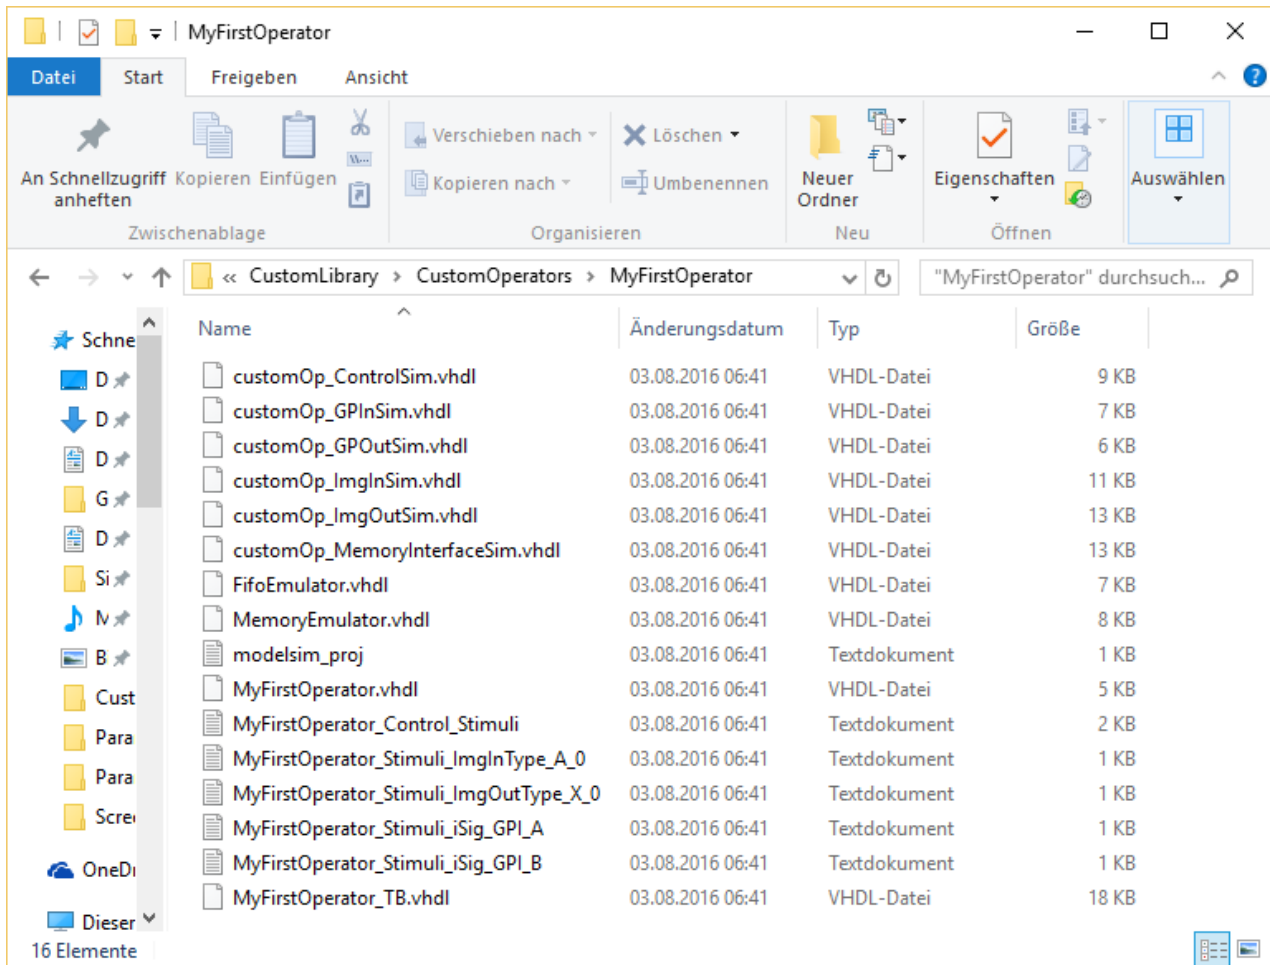 MyFirstOperator
Datei Start Freigeben Ansicht
An Schnellzugriff anheften
Kopieren
Einfügen
Verschieben nach
Kopieren nach
Löschen
Umbenennen
Neuer Ordner
Eigenschaften
Auswählen
Zwischenablage Organisieren Neu Öffnen
« CustomLibrary > CustomOperators > MyFirstOperator
"MyFirstOperator" durchsuch...
Name Änderungsdatum Typ Größe
customOp_ControlSim.vhdl 03.08.2016 06:41 VHDL-Datei 9 KB
customOp_GPInSim.vhdl 03.08.2016 06:41 VHDL-Datei 7 KB
customOp_GPOutSim.vhdl 03.08.2016 06:41 VHDL-Datei 6 KB
customOp_ImgInSim.vhdl 03.08.2016 06:41 VHDL-Datei 11 KB
customOp_ImgOutSim.vhdl 03.08.2016 06:41 VHDL-Datei 13 KB
customOp_MemoryInterfaceSim.vhdl 03.08.2016 06:41 VHDL-Datei 13 KB
FifoEmulator.vhdl 03.08.2016 06:41 VHDL-Datei 7 KB
MemoryEmulator.vhdl 03.08.2016 06:41 VHDL-Datei 8 KB
modelsim_proj 03.08.2016 06:41 Textdokument 1 KB
MyFirstOperator.vhdl 03.08.2016 06:41 VHDL-Datei 5 KB
MyFirstOperator_Control_Stimuli 03.08.2016 06:41 Textdokument 2 KB
MyFirstOperator_Stimuli_ImgInType_A_0 03.08.2016 06:41 Textdokument 1 KB
MyFirstOperator_Stimuli_ImgOutType_X_0 03.08.2016 06:41 Textdokument 1 KB
MyFirstOperator_Stimuli_iSig_GPI_A 03.08.2016 06:41 Textdokument 1 KB
MyFirstOperator_Stimuli_iSig_GPI_B 03.08.2016 06:41 Textdokument 1 KB
MyFirstOperator_TB.vhdl 03.08.2016 06:41 VHDL-Datei 18 KB
Schne
D
D
D
G
D
Si
M
B
Cust
Para
Para
Scre
OneD
Dieser
16 Elemente